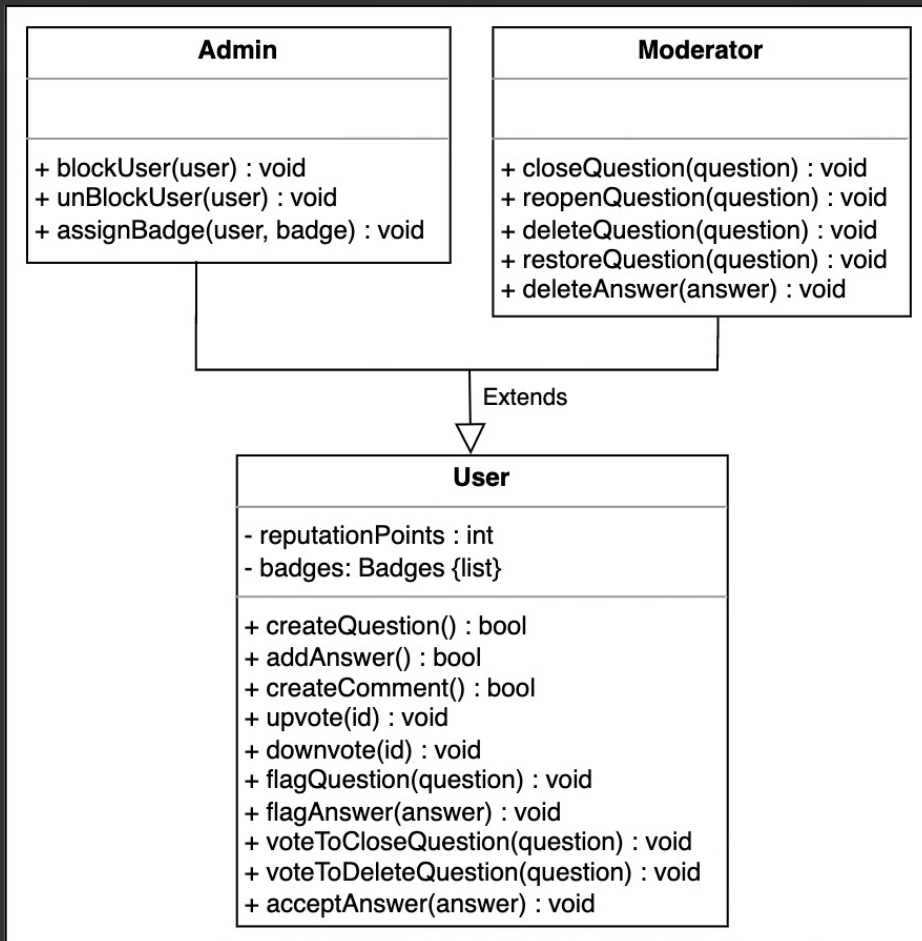 Admin
+ blockUser(user) : void
+ unBlockUser(user) : void
+ assignBadge(user, badge) : void
Moderator
+ closeQuestion(question) : void
+ reopenQuestion(question) : void
+ deleteQuestion(question) : void
+ restoreQuestion(question) : void
+ deleteAnswer(answer) : void
Extends
User
- reputationPoints : int
- badges: Badges {list}
+ createQuestion() : bool
+ addAnswer() : bool
+ createComment() : bool
+ upvote(id) : void
+ downvote(id) : void
+ flagQuestion(question) : void
+ flagAnswer(answer) : void
+ voteToCloseQuestion(question) : void
+ voteToDeleteQuestion(question) : void
+ acceptAnswer(answer) : void